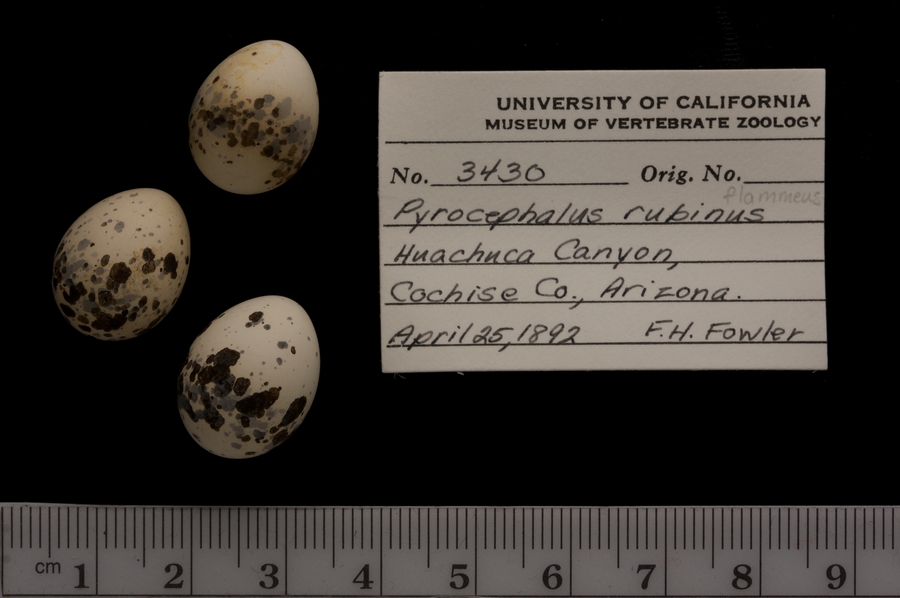 UNIVERSITY OF CALIFORNIA
MUSEUM OF VERTEBRATE ZOOLOGY
No. 3430 Orig. No.
flammeus
Pyrocephalus rubinus
Huachuca Canyon,
Cochise Co., Arizona.
April 25, 1892 F.H. Fowler
cm 1 2 3 4 5 6 7 8 9